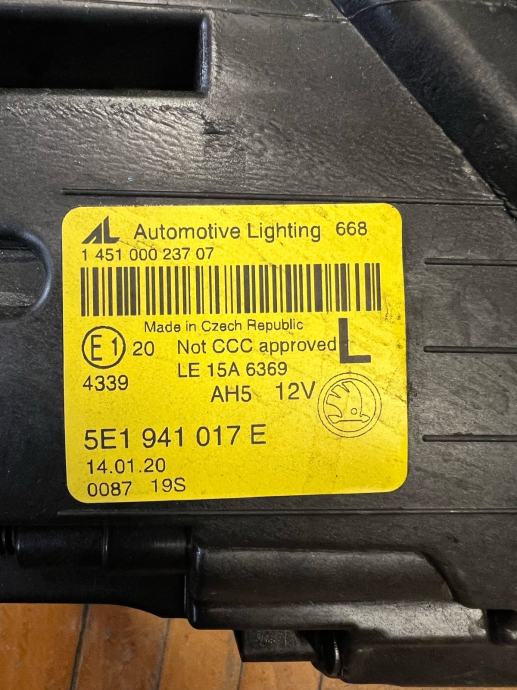 AL Automotive Lighting 668
1 451 000 237 07
Made in Czech Republic
E1 20 Not CCC approved L
4339 LE 15A 6369
AH5 12V
5E1 941 017 E
14.01.20
0087 19S